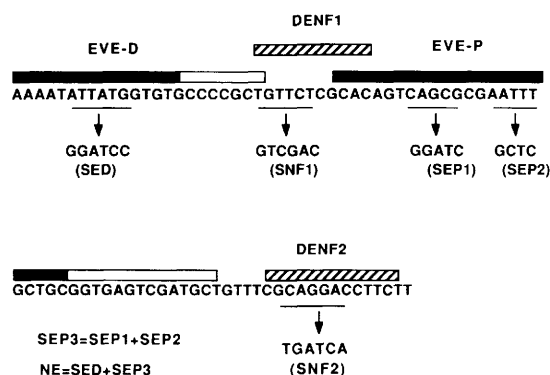 DENF1
EVE-D EVE-P
AAAATATTATGGTGTGCCCCGCTGTTCTCGCACAGTCAGCGCGAATTT
GGATCC GTCGAC GGATC GCTC
(SED) (SNF1) (SEP1) (SEP2)
DENF2
GCTGCGGTGAGTCGATGCTGTTTCGCAGGACCTTCTT
SEP3=SEP1+SEP2
TGATCA
NE=SED+SEP3
(SNF2)